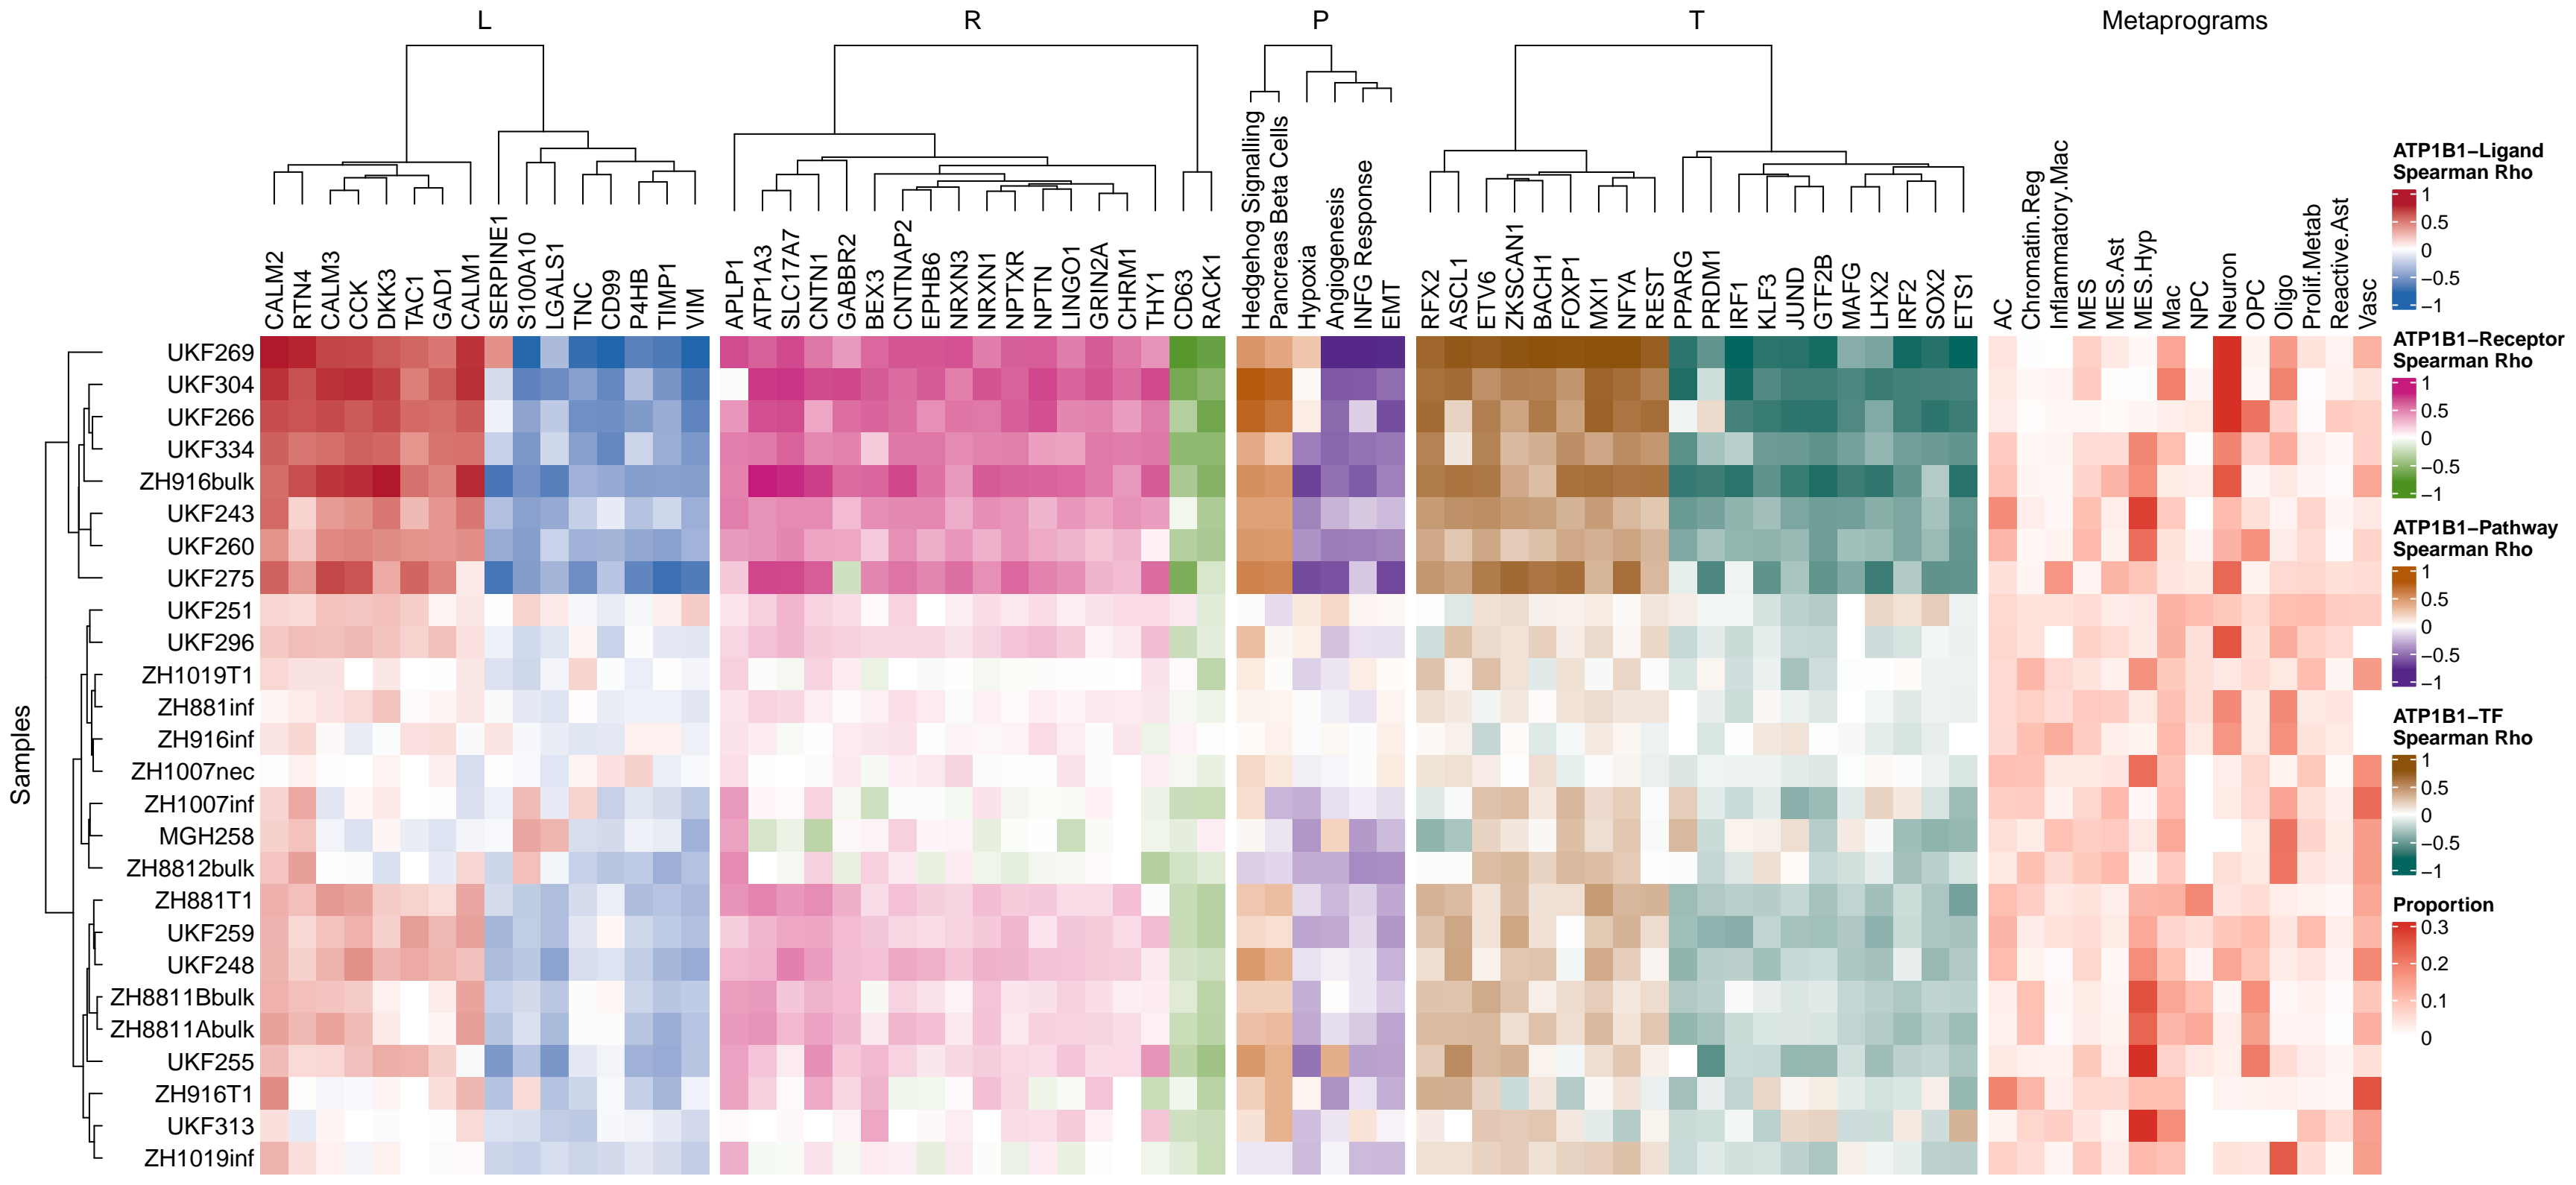 L
R
P
T
Metaprograms
CALM2
RTN4
CALM3
CCK
DKK3
TAC1
GAD1
CALM1
SERPINE1
S100A10
LGALS1
TNC
CD99
P4HB
TIMP1
VIM
APLP1
ATP1A3
SLC17A7
CNTN1
GABBR2
BEX3
CNTNAP2
EPHB6
NRXN3
NRXN1
NPTXR
NPTN
LINGO1
GRIN2A
CHRM1
THY1
CD63
RACK1
Hedgehog Signalling
Pancreas Beta Cells
Hypoxia
Angiogenesis
INFG Response
EMT
RFX2
ASCL1
ETV6
ZKSCAN1
BACH1
FOXP1
MXI1
NFYA
REST
PPARG
PRDM1
IRF1
KLF3
JUND
GTF2B
MAFG
LHX2
IRF2
SOX2
ETS1
AC
Chromatin.Reg
Inflammatory.Mac
MES
MES.Ast
MES.Hyp
Mac
NPC
Neuron
OPC
Oligo
Prolif.Metab
Reactive.Ast
Vasc
Samples
UKF269
UKF304
UKF266
UKF334
ZH916bulk
UKF243
UKF260
UKF275
UKF251
UKF296
ZH1019T1
ZH881inf
ZH916inf
ZH1007nec
ZH1007inf
MGH258
ZH8812bulk
ZH881T1
UKF259
UKF248
ZH8811Bbulk
ZH8811Abulk
UKF255
ZH916T1
UKF313
ZH1019inf
ATP1B1−Ligand
Spearman Rho
1
0.5
0
−0.5
−1
ATP1B1−Receptor
Spearman Rho
1
0.5
0
−0.5
−1
ATP1B1−Pathway
Spearman Rho
1
0.5
0
−0.5
−1
ATP1B1−TF
Spearman Rho
1
0.5
0
−0.5
−1
Proportion
0.3
0.2
0.1
0